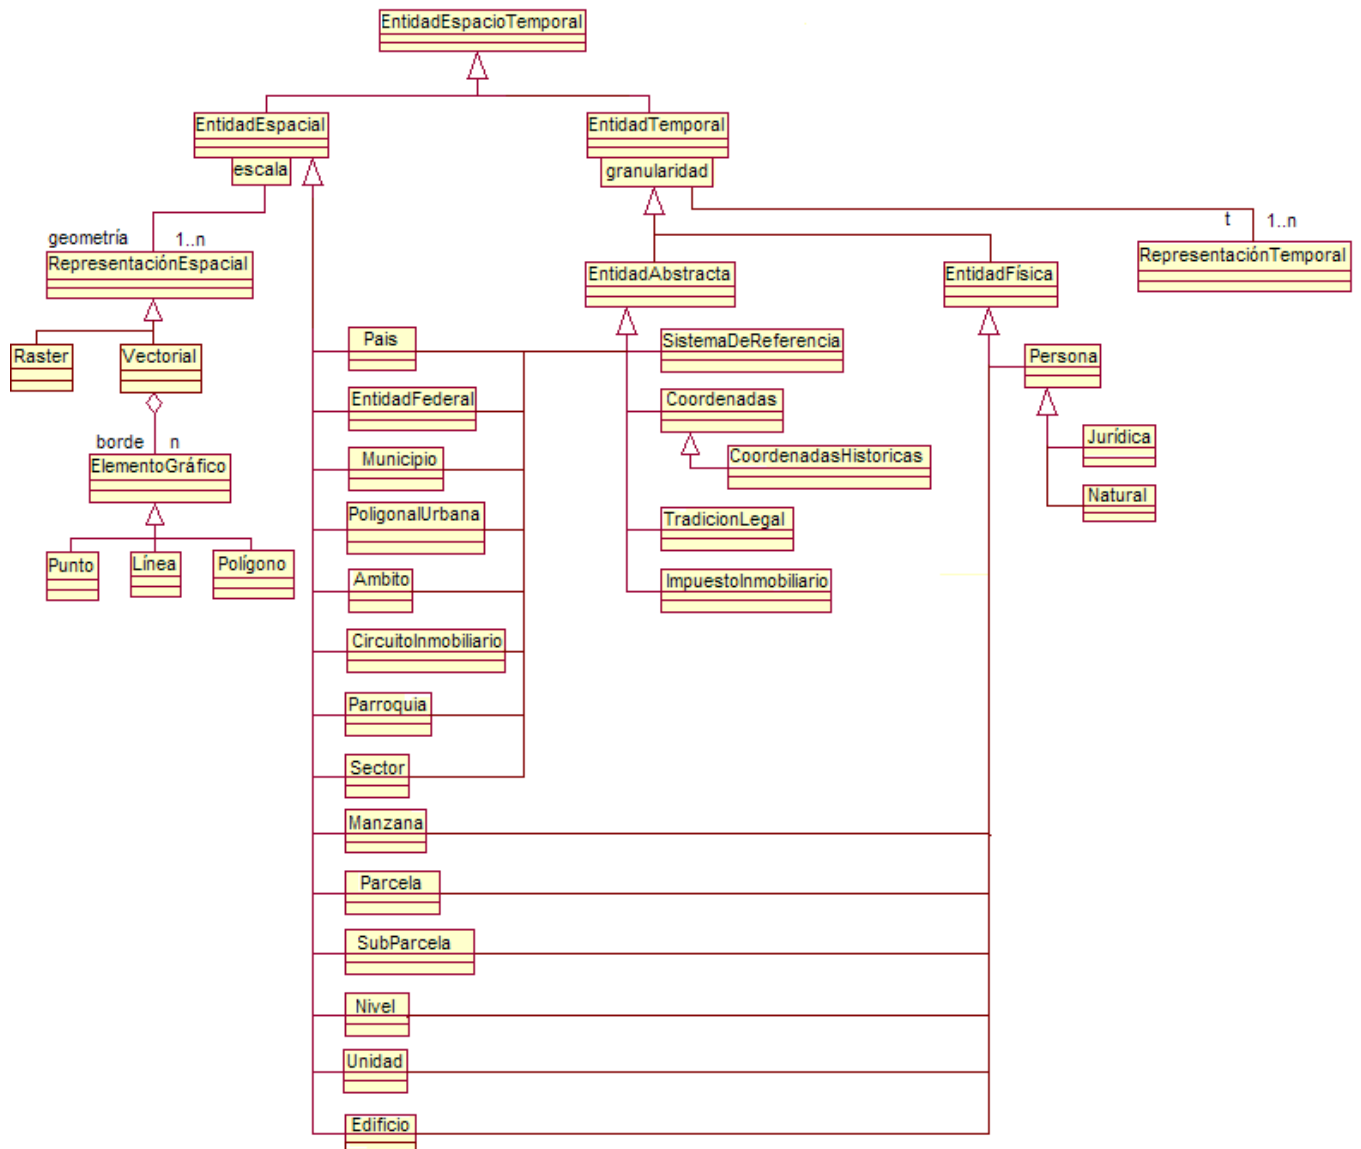 EntidadEspacioTemporal
EntidadEspacial
EntidadTemporal
escala
granularidad
geometría
1..n
t
1..n
RepresentaciónEspacial
EntidadAbstracta
EntidadFísica
RepresentaciónTemporal
Raster
Vectorial
Pais
SistemaDeReferencia
Persona
EntidadFederal
Coordenadas
borde
n
ElementoGráfico
Municipio
CoordenadasHistoricas
Jurídica
PoligonalUrbana
TradicionLegal
Natural
Punto
Línea
Polígono
Ambito
ImpuestoInmobiliario
CircuitoInmobiliario
Parroquia
Sector
Manzana
Parcela
SubParcela
Nivel
Unidad
Edificio